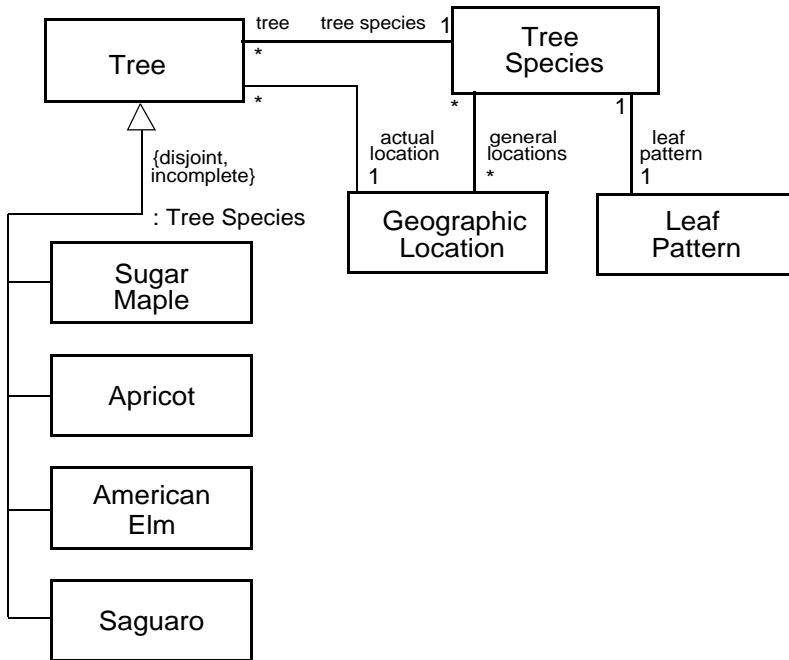 tree tree species 1
Tree
*
*
Tree
Species
*
1
{disjoint,
incomplete}
: Tree Species
actual
location
1
general
locations
*
leaf
pattern
1
Geographic
Location
Leaf
Pattern
Sugar
Maple
Apricot
American
Elm
Saguaro